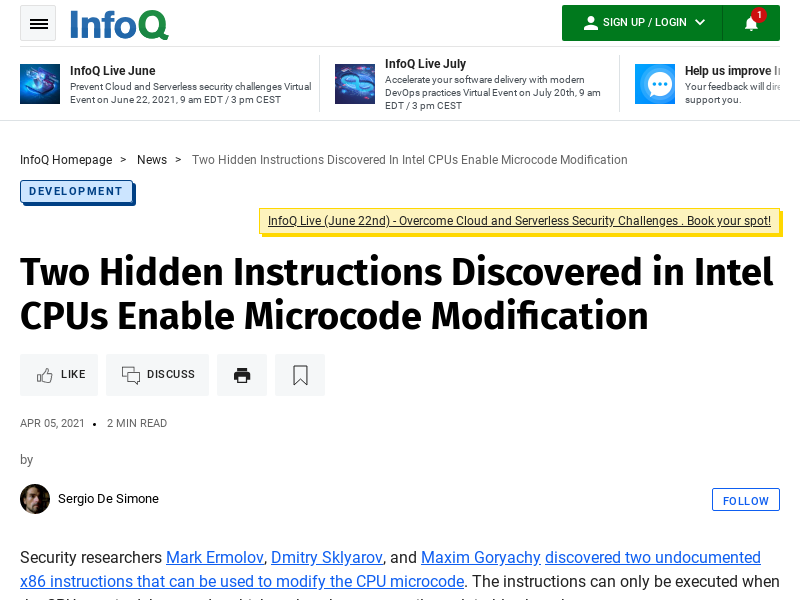 InfoQ
SIGN UP / LOGIN
1
InfoQ Live June
Prevent Cloud and Serverless security challenges Virtual
Event on June 22, 2021, 9 am EDT / 3 pm CEST
InfoQ Live July
Accelerate your software delivery with modern
DevOps practices Virtual Event on July 20th, 9 am
EDT / 3 pm CEST
Help us improve
Your feedback will
support you.
InfoQ Homepage > News > Two Hidden Instructions Discovered In Intel CPUs Enable Microcode Modification
DEVELOPMENT
InfoQ Live (June 22nd) - Overcome Cloud and Serverless Security Challenges . Book your spot!
Two Hidden Instructions Discovered in Intel
CPUs Enable Microcode Modification
LIKE
DISCUSS
APR 05, 2021 • 2 MIN READ
by
Sergio De Simone
FOLLOW
Security researchers Mark Ermolov, Dmitry Sklyarov, and Maxim Goryachy discovered two undocumented
x86 instructions that can be used to modify the CPU microcode. The instructions can only be executed when